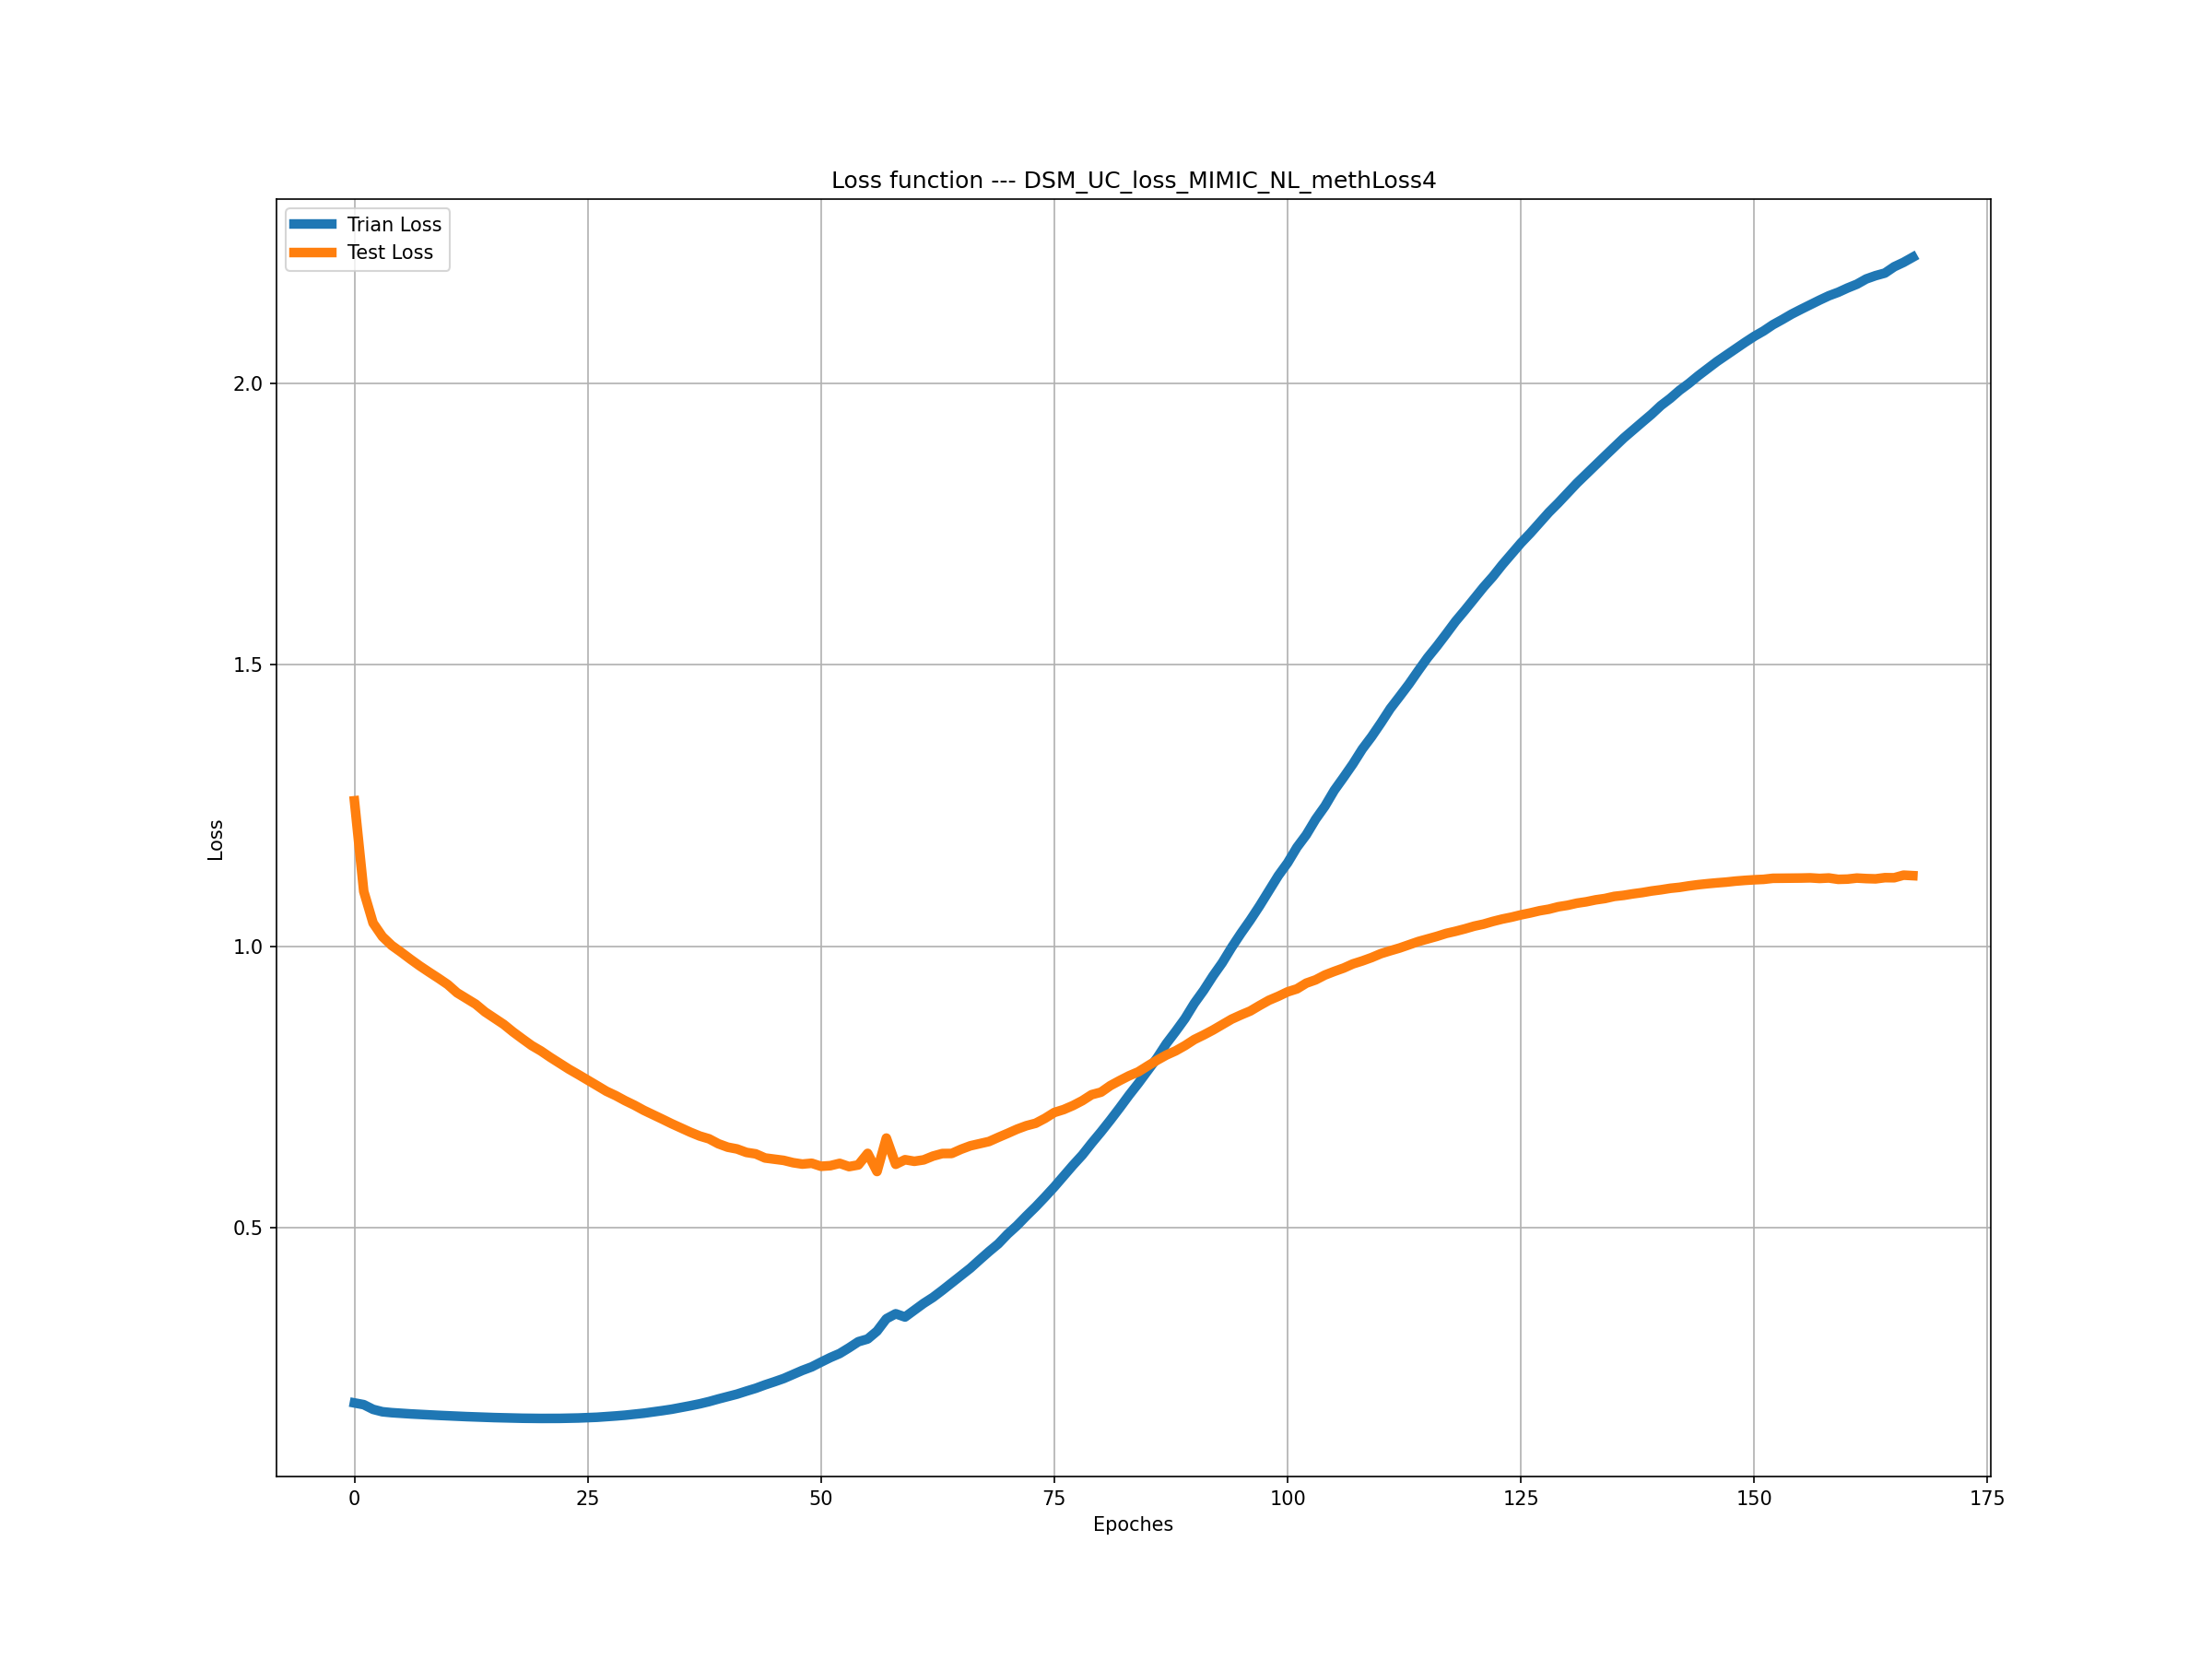 Loss function --- DSM_UC_loss_MIMIC_NL_methLoss4
Trian Loss
Test Loss
2.0
1.5
1.0
0.5
Loss
0 25 50 75 100 125 150 175
Epoches